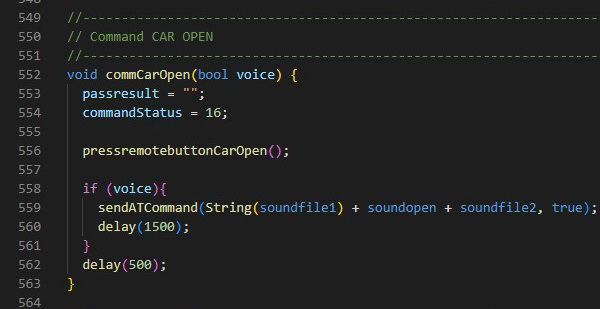 549 //-----------------------------------------------------------------
550 // Command CAR OPEN
551 //-----------------------------------------------------------------
552 void commCarOpen(bool voice) {
553   passresult = "";
554   commandStatus = 16;
555
556   pressremotebuttonCarOpen();
557
558   if (voice){
559     sendATCommand(String(soundfile1) + soundopen + soundfile2, true);
560     delay(1500);
561   }
562   delay(500);
563 }
564